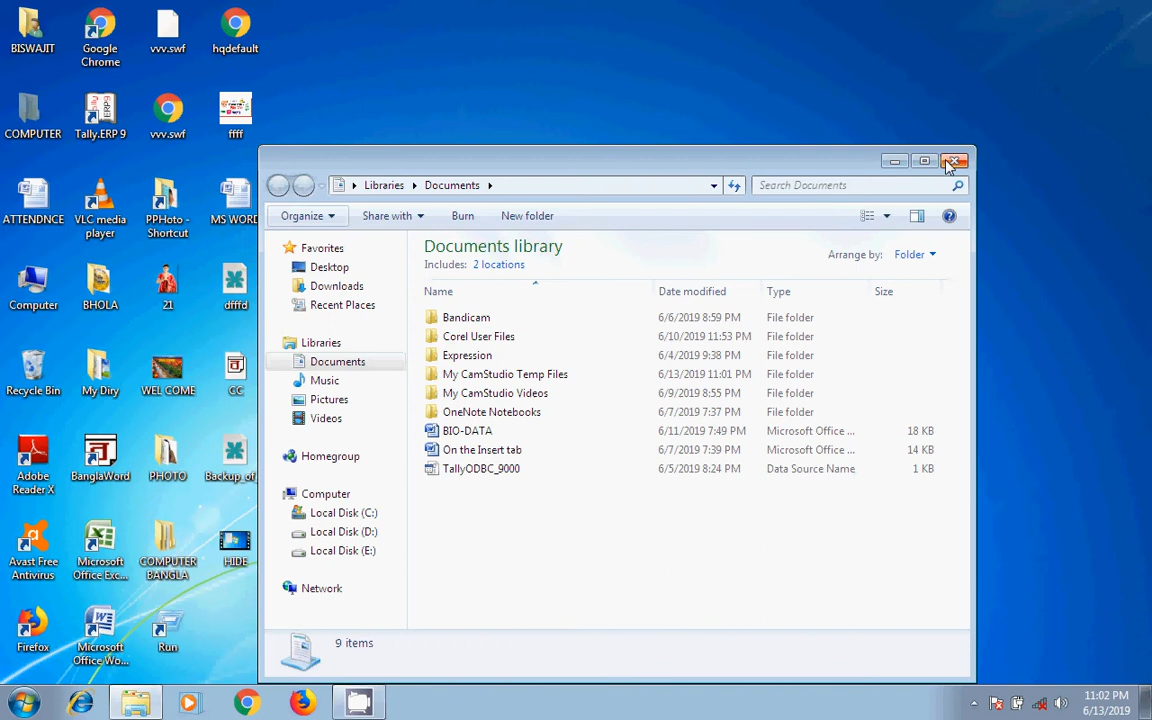 BISWAJIT
Google Chrome
vvv.swf
hqdefault
COMPUTER
Tally.ERP 9
vvv.swf
ffff
ATTENDNCE
VLC media player
PPHoto - Shortcut
MS WORD
Computer
BHOLA
21
dfffd
Recycle Bin
My Diry
WEL COME
CC
Adobe Reader X
BanglaWord
PHOTO
Backup_of_
Avast Free Antivirus
Microsoft Office Exc...
COMPUTER BANGLA
HIDE
Firefox
Microsoft Office Wo...
Run
Libraries Documents
Search Documents
Organize Share with Burn New folder
Favorites
Desktop
Downloads
Recent Places
Libraries
Documents
Music
Pictures
Videos
Homegroup
Computer
Local Disk (C:)
Local Disk (D:)
Local Disk (E:)
Network
Documents library
Includes: 2 locations
Arrange by: Folder
Name Date modified Type Size
Bandicam 6/6/2019 8:59 PM File folder
Corel User Files 6/10/2019 11:53 PM File folder
Expression 6/4/2019 9:38 PM File folder
My CamStudio Temp Files 6/13/2019 11:01 PM File folder
My CamStudio Videos 6/9/2019 8:55 PM File folder
OneNote Notebooks 6/7/2019 7:37 PM File folder
BIO-DATA 6/11/2019 7:49 PM Microsoft Office ... 18 KB
On the Insert tab 6/7/2019 7:39 PM Microsoft Office ... 14 KB
TallyODBC_9000 6/5/2019 8:24 PM Data Source Name 1 KB
9 items
11:02 PM
6/13/2019